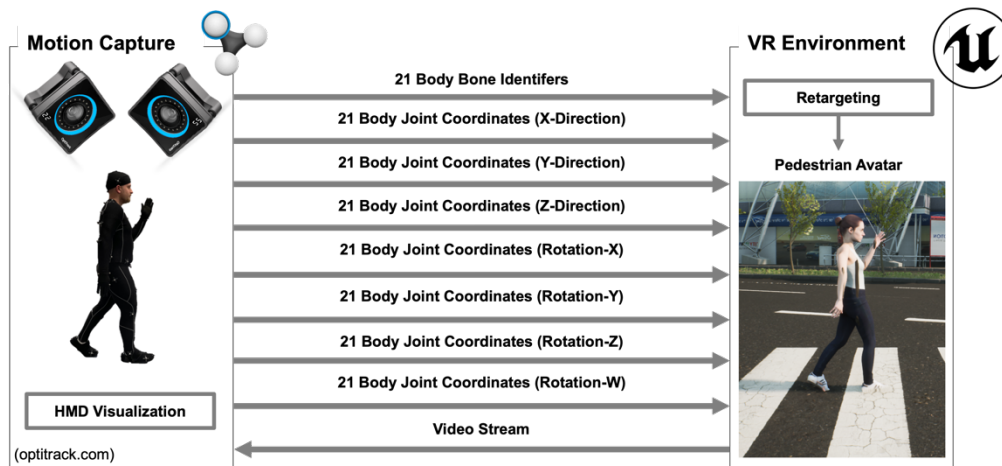 Motion Capture
VR Environment
21 Body Bone Identifers
Retargeting
21 Body Joint Coordinates (X-Direction)
21 Body Joint Coordinates (Y-Direction)
Pedestrian Avatar
21 Body Joint Coordinates (Z-Direction)
21 Body Joint Coordinates (Rotation-X)
21 Body Joint Coordinates (Rotation-Y)
21 Body Joint Coordinates (Rotation-Z)
21 Body Joint Coordinates (Rotation-W)
HMD Visualization
Video Stream
(optitrack.com)